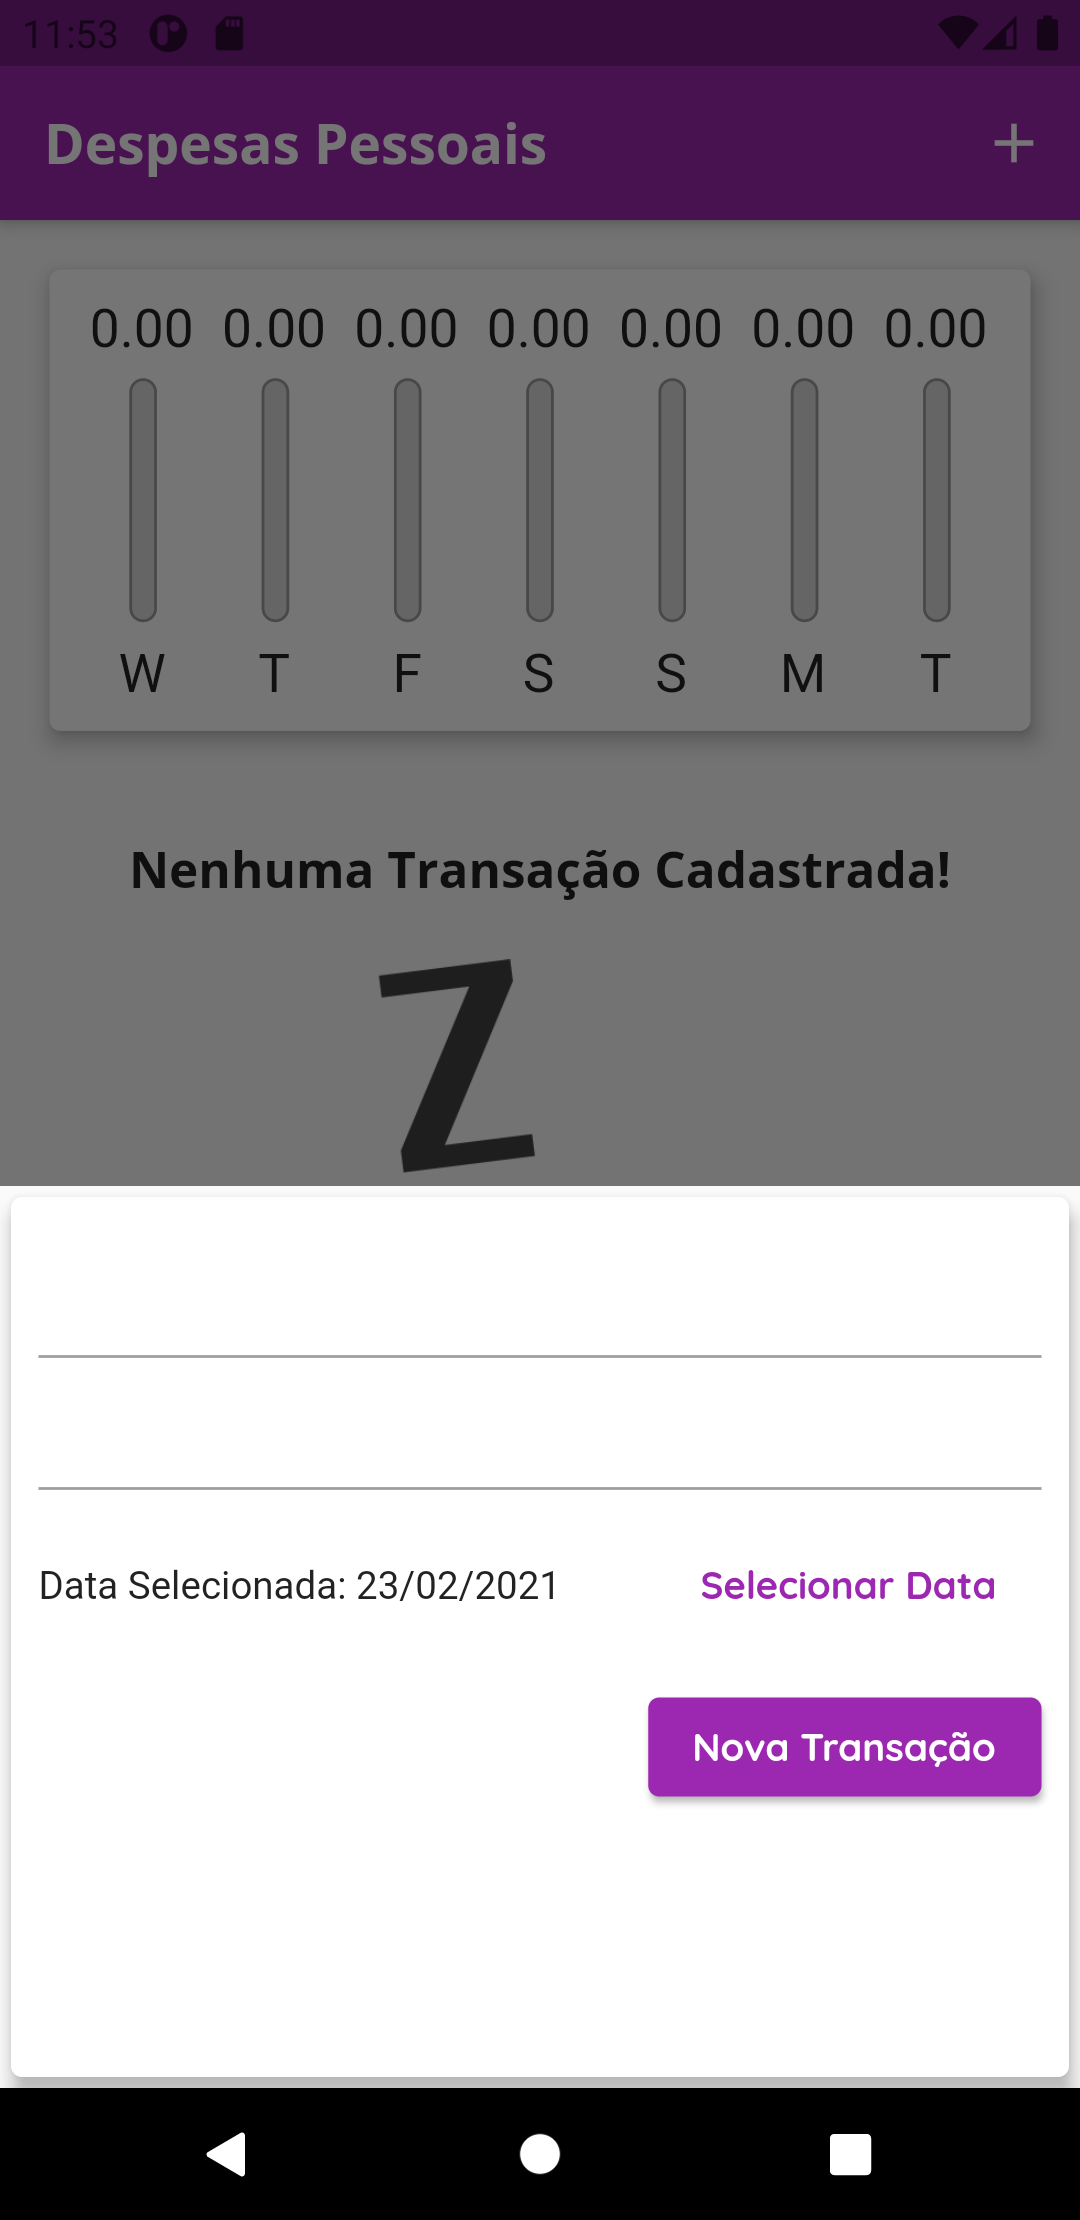 11:53
Despesas Pessoais +
0.00 0.00 0.00 0.00 0.00 0.00 0.00
W T F S S M T
Nenhuma Transação Cadastrada!
Z
Data Selecionada: 23/02/2021 Selecionar Data
Nova Transação